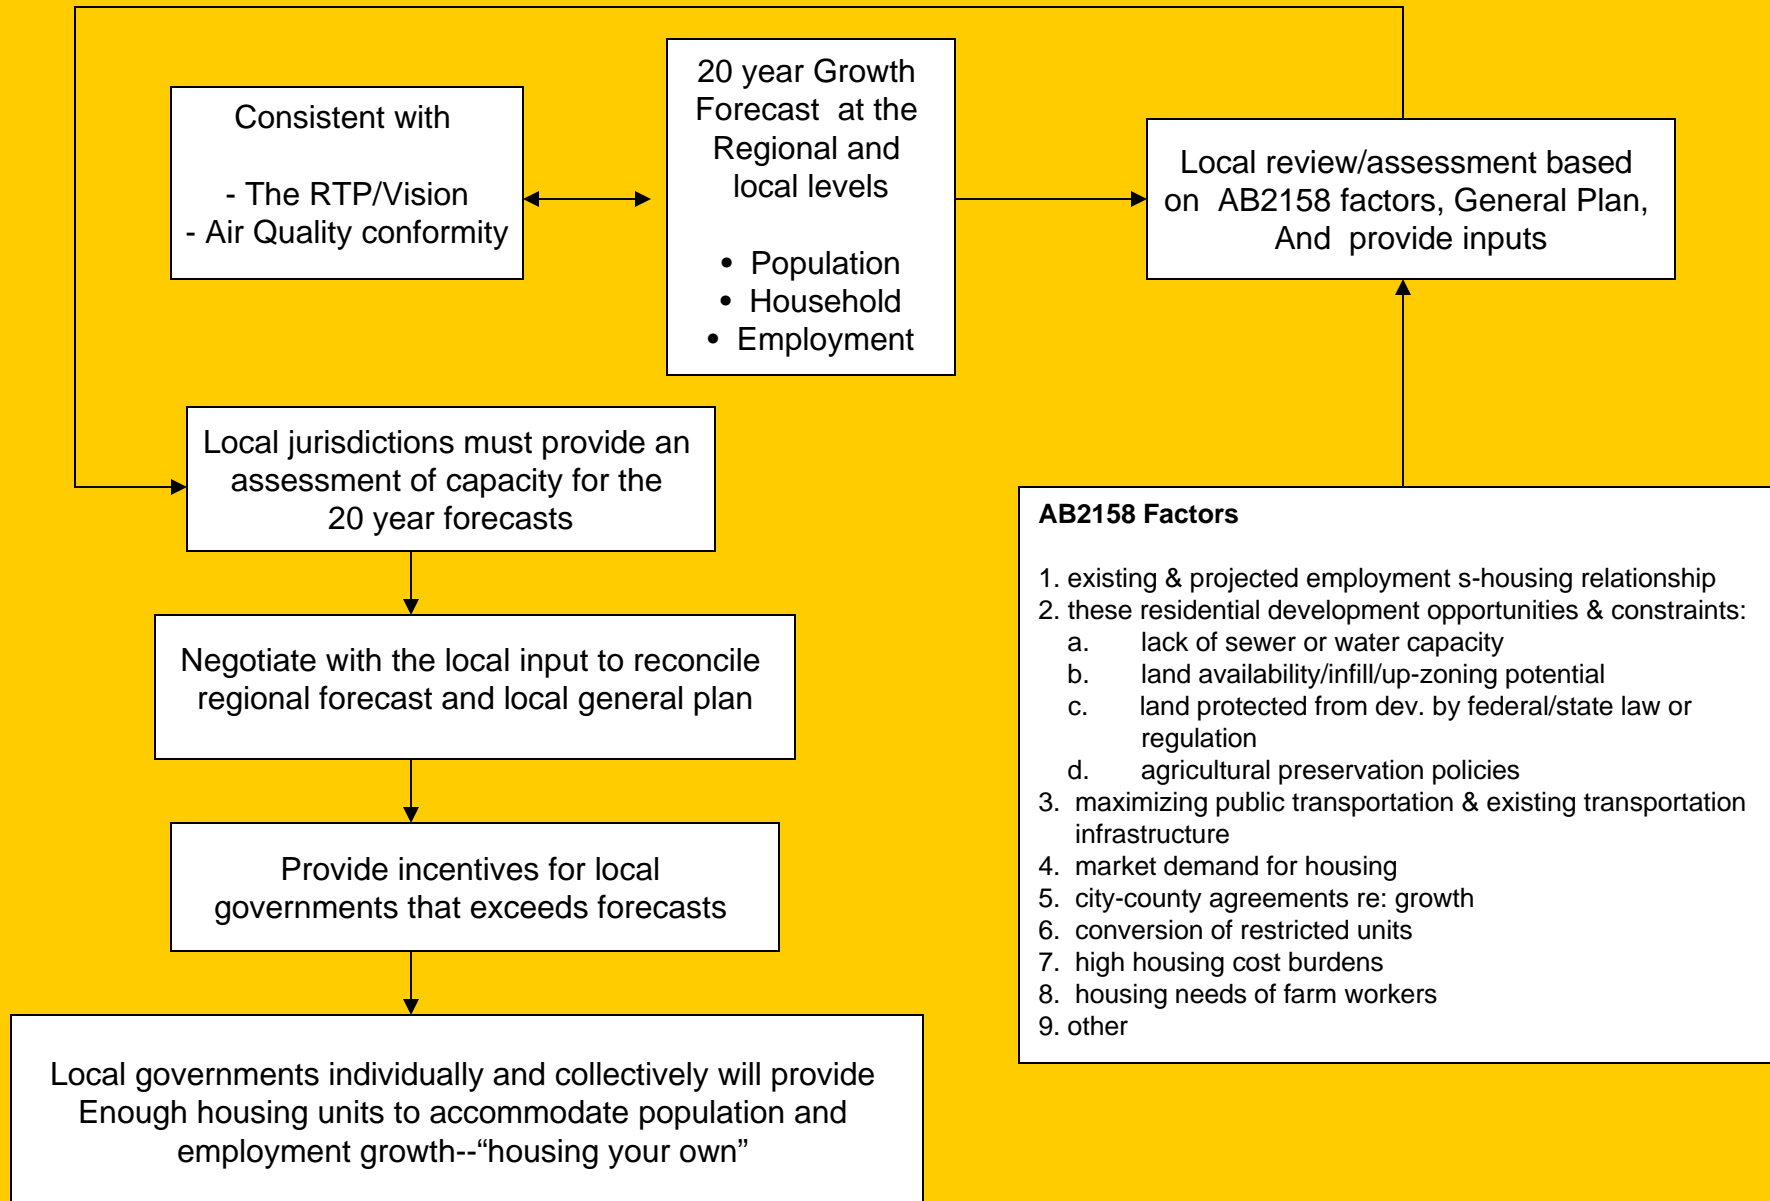 Consistent with
- The RTP/Vision
- Air Quality conformity
20 year Growth
Forecast at the
Regional and
local levels
• Population
• Household
• Employment
Local review/assessment based
on AB2158 factors, General Plan,
And provide inputs
Local jurisdictions must provide an
assessment of capacity for the
20 year forecasts
Negotiate with the local input to reconcile
regional forecast and local general plan
Provide incentives for local
governments that exceeds forecasts
Local governments individually and collectively will provide
Enough housing units to accommodate population and
employment growth--“housing your own”
AB2158 Factors
1. existing & projected employment s-housing relationship
2. these residential development opportunities & constraints:
a. lack of sewer or water capacity
b. land availability/infill/up-zoning potential
c. land protected from dev. by federal/state law or
regulation
d. agricultural preservation policies
3. maximizing public transportation & existing transportation
infrastructure
4. market demand for housing
5. city-county agreements re: growth
6. conversion of restricted units
7. high housing cost burdens
8. housing needs of farm workers
9. other